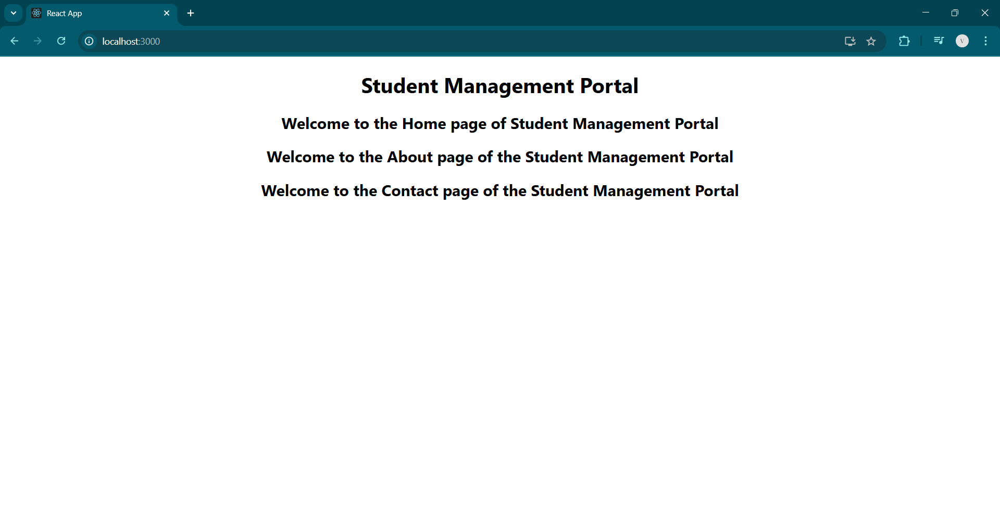 React App
localhost:3000
V
Student Management Portal
Welcome to the Home page of Student Management Portal
Welcome to the About page of the Student Management Portal
Welcome to the Contact page of the Student Management Portal